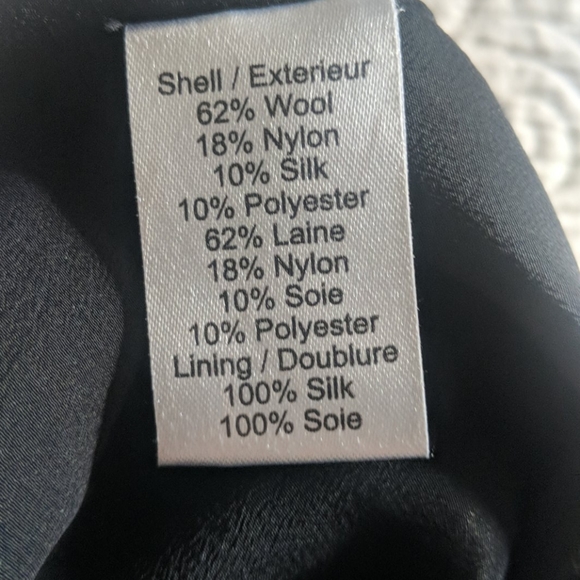 Shell / Exterieur
62% Wool
18% Nylon
10% Silk
10% Polyester
62% Laine
18% Nylon
10% Soie
10% Polyester
Lining / Doublure
100% Silk
100% Soie